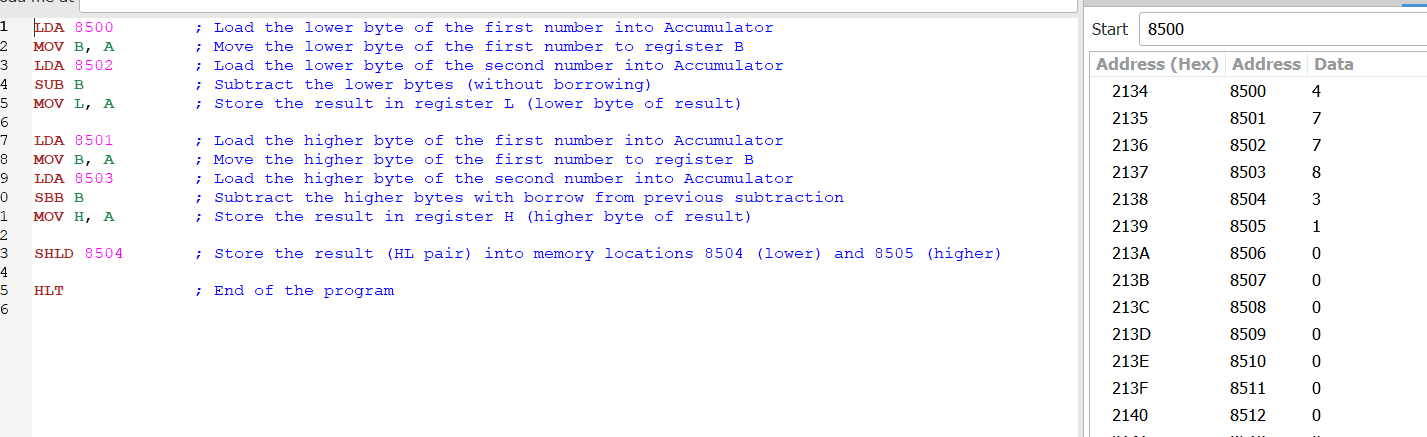 1 LDA 8500 ; Load the lower byte of the first number into Accumulator
2 MOV B, A ; Move the lower byte of the first number to register B
3 LDA 8502 ; Load the lower byte of the second number into Accumulator
4 SUB B ; Subtract the lower bytes (without borrowing)
5 MOV L, A ; Store the result in register L (lower byte of result)
6
7 LDA 8501 ; Load the higher byte of the first number into Accumulator
8 MOV B, A ; Move the higher byte of the first number to register B
9 LDA 8503 ; Load the higher byte of the second number into Accumulator
0 SBB B ; Subtract the higher bytes with borrow from previous subtraction
1 MOV H, A ; Store the result in register H (higher byte of result)
2
3 SHLD 8504 ; Store the result (HL pair) into memory locations 8504 (lower) and 8505 (higher)
4
5 HLT ; End of the program
6
Start 8500
Address (Hex) Address Data
2134 8500 4
2135 8501 7
2136 8502 7
2137 8503 8
2138 8504 3
2139 8505 1
213A 8506 0
213B 8507 0
213C 8508 0
213D 8509 0
213E 8510 0
213F 8511 0
2140 8512 0